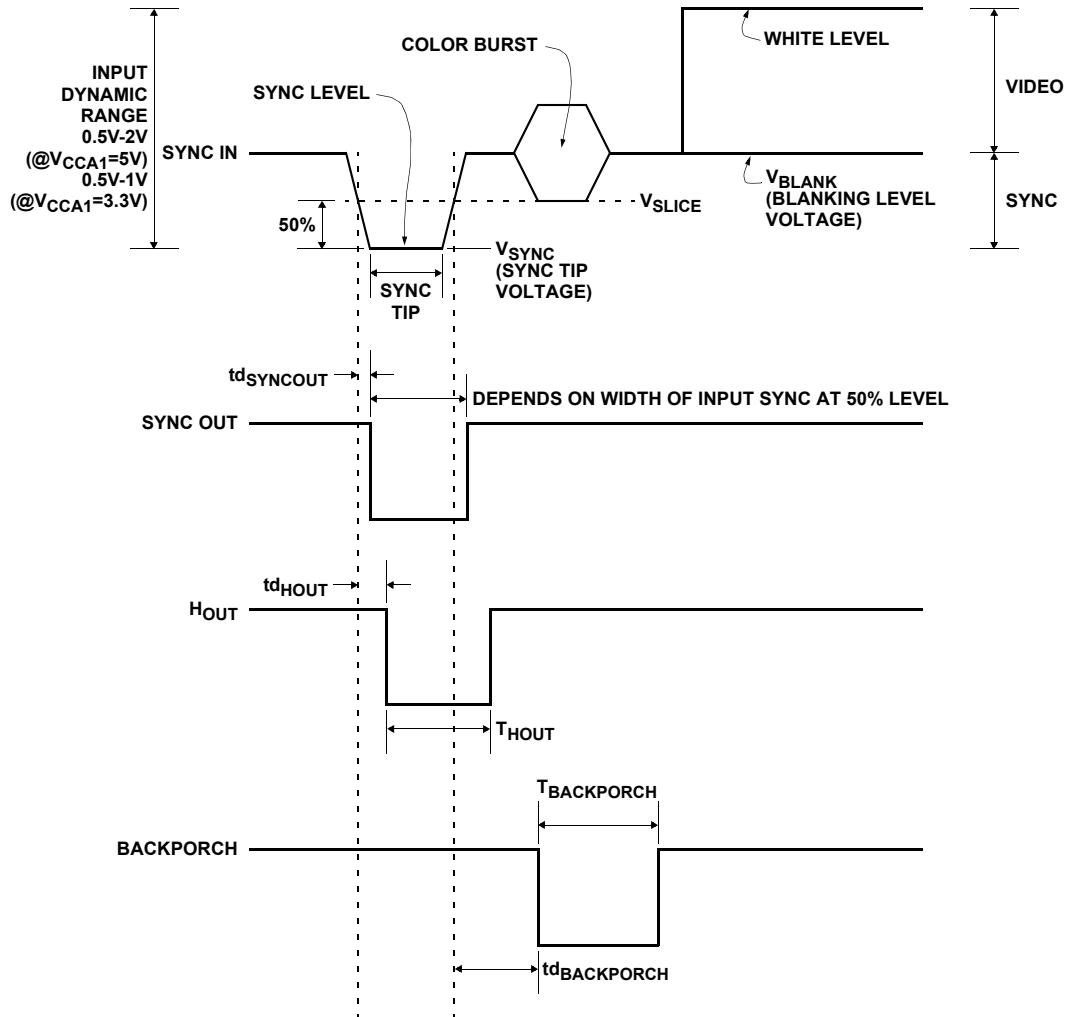 INPUT
DYNAMIC
RANGE
0.5V-2V
(@VCCA1=5V)
0.5V-1V
(@VCCA1=3.3V)
SYNC IN
SYNC LEVEL
COLOR BURST
WHITE LEVEL
VIDEO
SYNC
VBLANK
(BLANKING LEVEL
VOLTAGE)
VSLICE
50%
VSYNC
(SYNC TIP
VOLTAGE)
SYNC
TIP
tdSYNCOUT
DEPENDS ON WIDTH OF INPUT SYNC AT 50% LEVEL
SYNC OUT
tdHOUT
HOUT
THOUT
TBACKPORCH
BACKPORCH
tdBACKPORCH